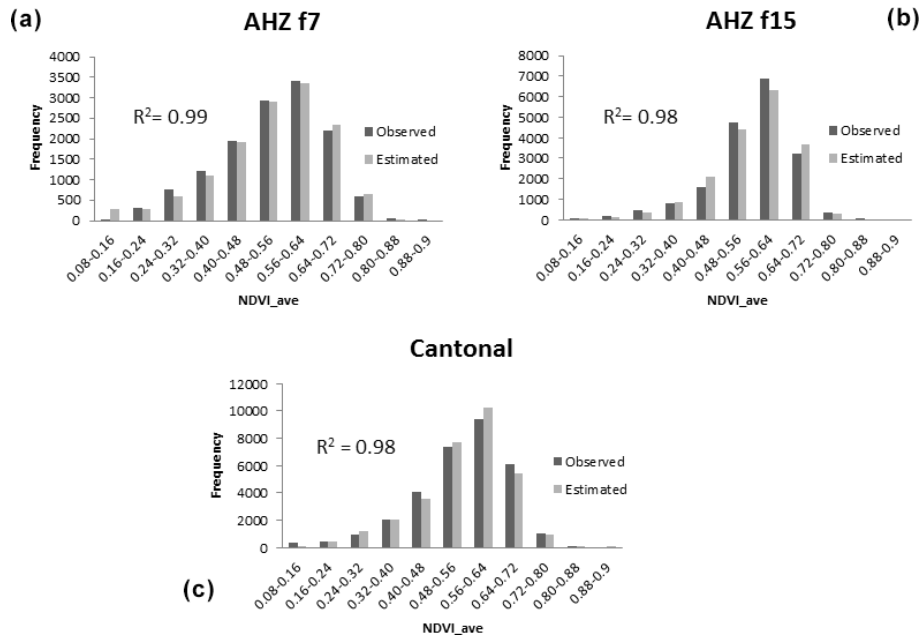 (a)
AHZ f7
4000
3500
3000
2500
2000
1500
1000
500
0
Frequency
R²= 0.99
Observed
Estimated
0.08-0.16
0.16-0.24
0.24-0.32
0.32-0.40
0.40-0.48
0.48-0.56
0.56-0.64
0.64-0.72
0.72-0.80
0.80-0.88
0.88-0.9
NDVI_ave
AHZ f15
(b)
8000
7000
6000
5000
4000
3000
2000
1000
0
Frequency
R²= 0.98
Observed
Estimated
0.08-0.16
0.16-0.24
0.24-0.32
0.32-0.40
0.40-0.48
0.48-0.56
0.56-0.64
0.64-0.72
0.72-0.80
0.80-0.88
0.88-0.9
NDVI_ave
Cantonal
12000
10000
8000
6000
4000
2000
0
Frequency
R² = 0.98
Observed
Estimated
0.08-0.16
0.16-0.24
0.24-0.32
0.32-0.40
0.40-0.48
0.48-0.56
0.56-0.64
0.64-0.72
0.72-0.80
0.80-0.88
0.88-0.9
(c)
NDVI_ave